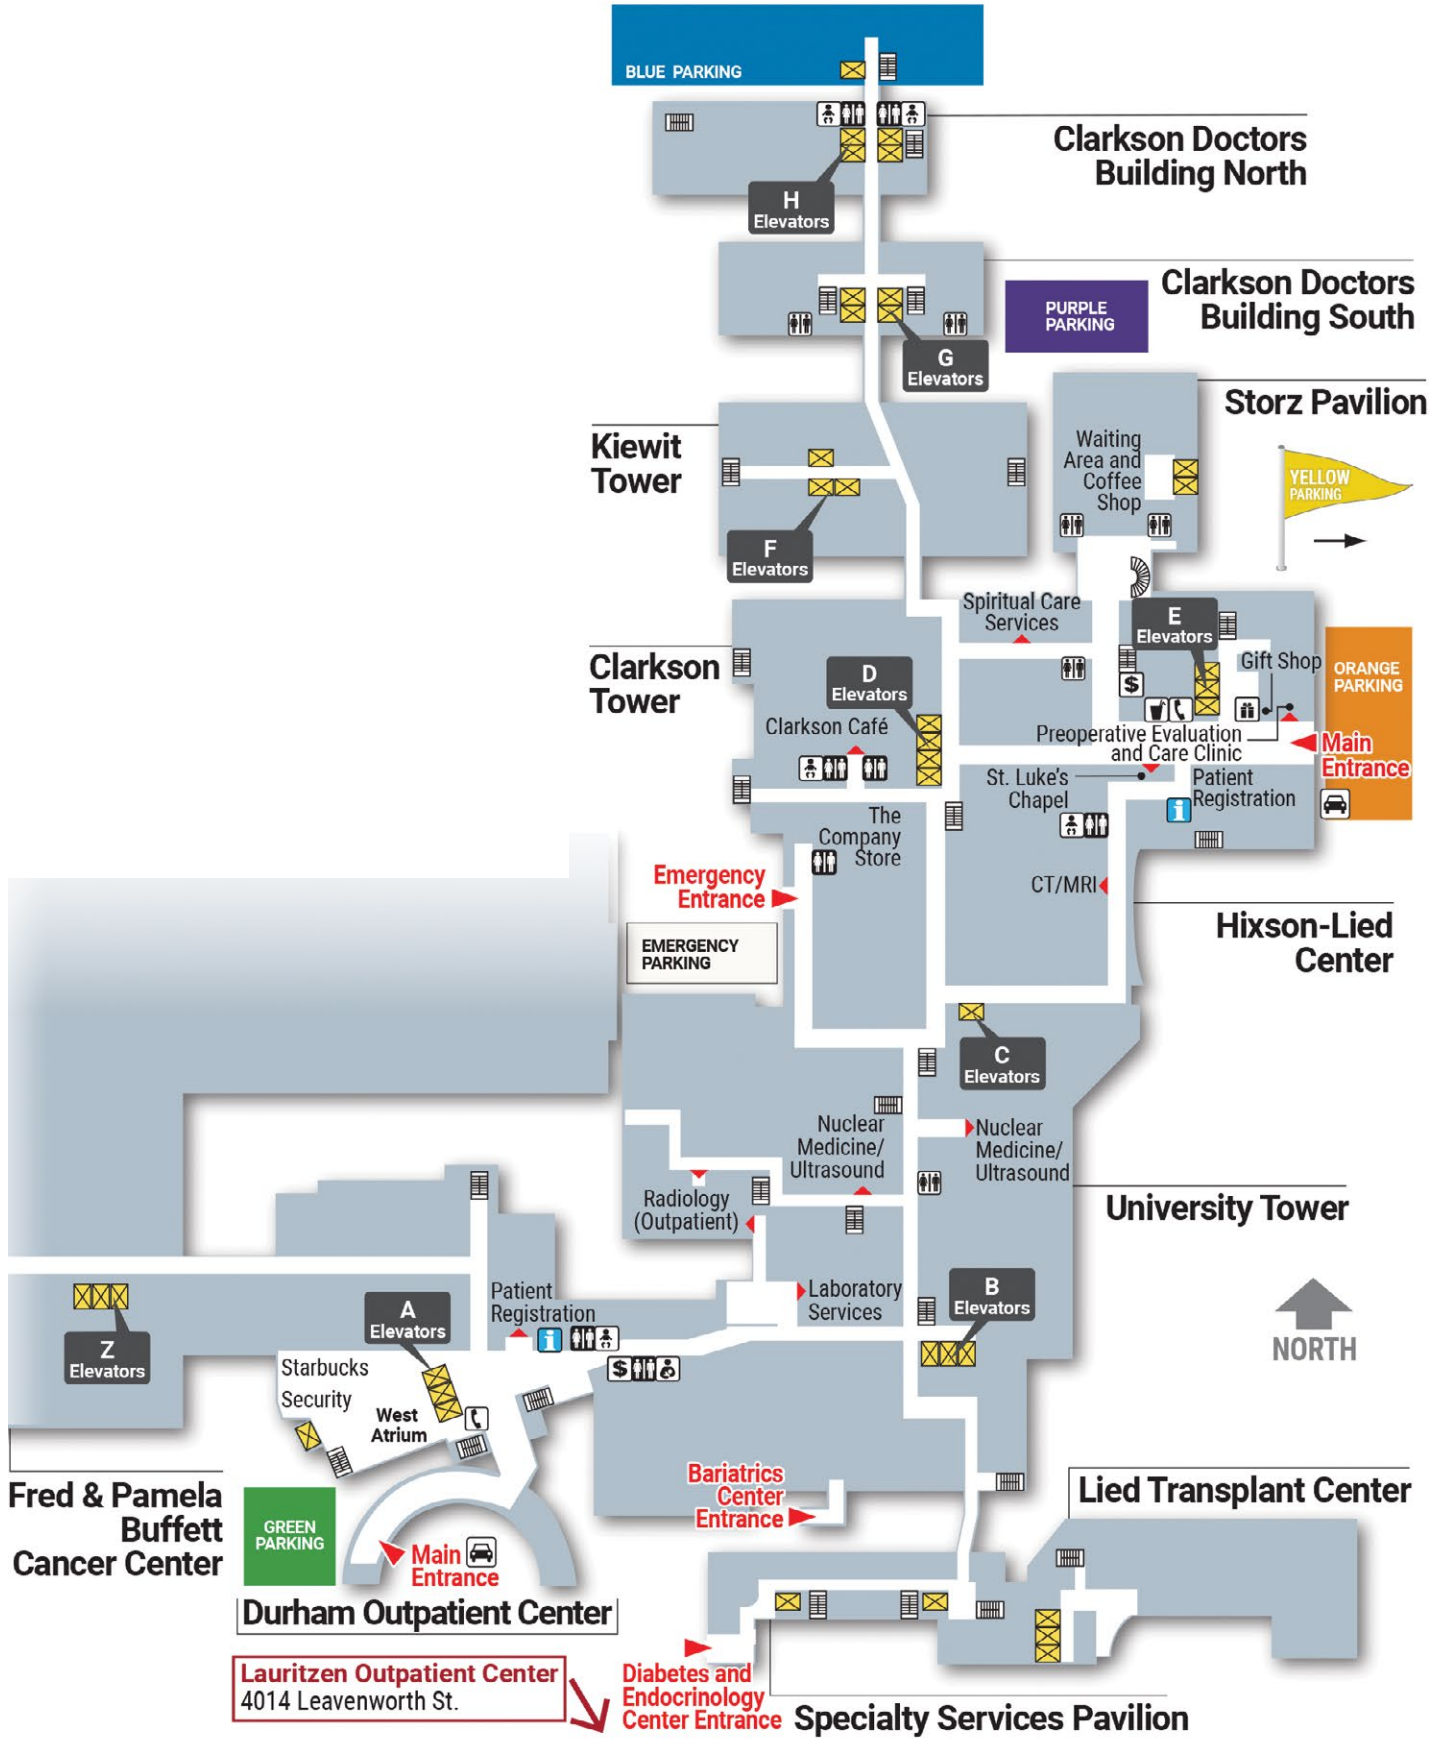 BLUE PARKING
Clarkson Doctors
Building North
H
Elevators
Clarkson Doctors
Building South
PURPLE
PARKING
G
Elevators
Storz Pavilion
Kiewit
Tower
Waiting
Area and
Coffee
Shop
YELLOW
PARKING
F
Elevators
Spiritual Care
Services
E
Elevators
Clarkson
Tower
D
Elevators
Gift Shop
ORANGE
PARKING
$
Clarkson Café
Preoperative Evaluation
and Care Clinic
Main
Entrance
St. Luke's
Chapel
Patient
Registration
i
The
Company
Store
Emergency
Entrance
CT/MRI
EMERGENCY
PARKING
Hixson-Lied
Center
C
Elevators
Nuclear
Medicine/
Ultrasound
Nuclear
Medicine/
Ultrasound
Radiology
(Outpatient)
University Tower
Patient
Registration
i
Laboratory
Services
B
Elevators
A
Elevators
Z
Elevators
NORTH
Starbucks
Security
$
West
Atrium
Bariatrics
Center
Entrance
Lied Transplant Center
Fred & Pamela
Buffett
Cancer Center
GREEN
PARKING
Main
Entrance
Durham Outpatient Center
Lauritzen Outpatient Center
4014 Leavenworth St.
Diabetes and
Endocrinology
Center Entrance
Specialty Services Pavilion